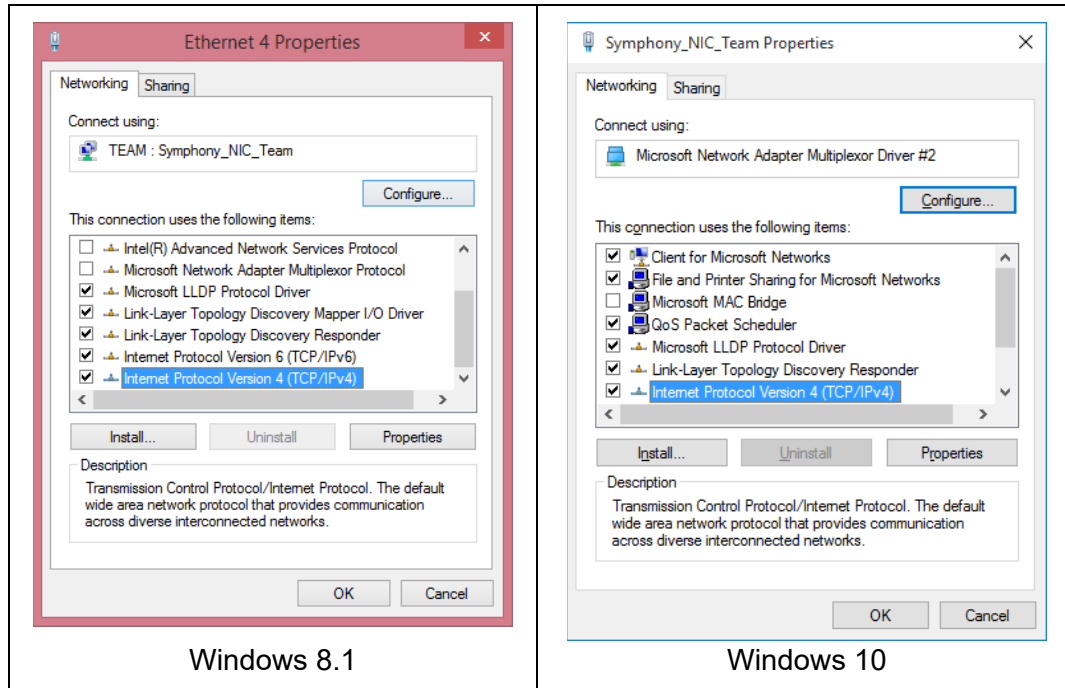 Ethernet 4 Properties
Networking
Sharing
Connect using:
TEAM : Symphony_NIC_Team
Configure...
This connection uses the following items:
Intel(R) Advanced Network Services Protocol
Microsoft Network Adapter Multiplexor Protocol
Microsoft LLDP Protocol Driver
Link-Layer Topology Discovery Mapper I/O Driver
Link-Layer Topology Discovery Responder
Internet Protocol Version 6 (TCP/IPv6)
Internet Protocol Version 4 (TCP/IPv4)
Install...
Uninstall
Properties
Description
Transmission Control Protocol/Internet Protocol. The default
wide area network protocol that provides communication
across diverse interconnected networks.
OK
Cancel
Windows 8.1
Symphony_NIC_Team Properties
Networking
Sharing
Connect using:
Microsoft Network Adapter Multiplexor Driver #2
Configure...
This connection uses the following items:
Client for Microsoft Networks
File and Printer Sharing for Microsoft Networks
Microsoft MAC Bridge
QoS Packet Scheduler
Microsoft LLDP Protocol Driver
Link-Layer Topology Discovery Responder
Internet Protocol Version 4 (TCP/IPv4)
Install...
Uninstall
Properties
Description
Transmission Control Protocol/Internet Protocol. The default
wide area network protocol that provides communication
across diverse interconnected networks.
OK
Cancel
Windows 10